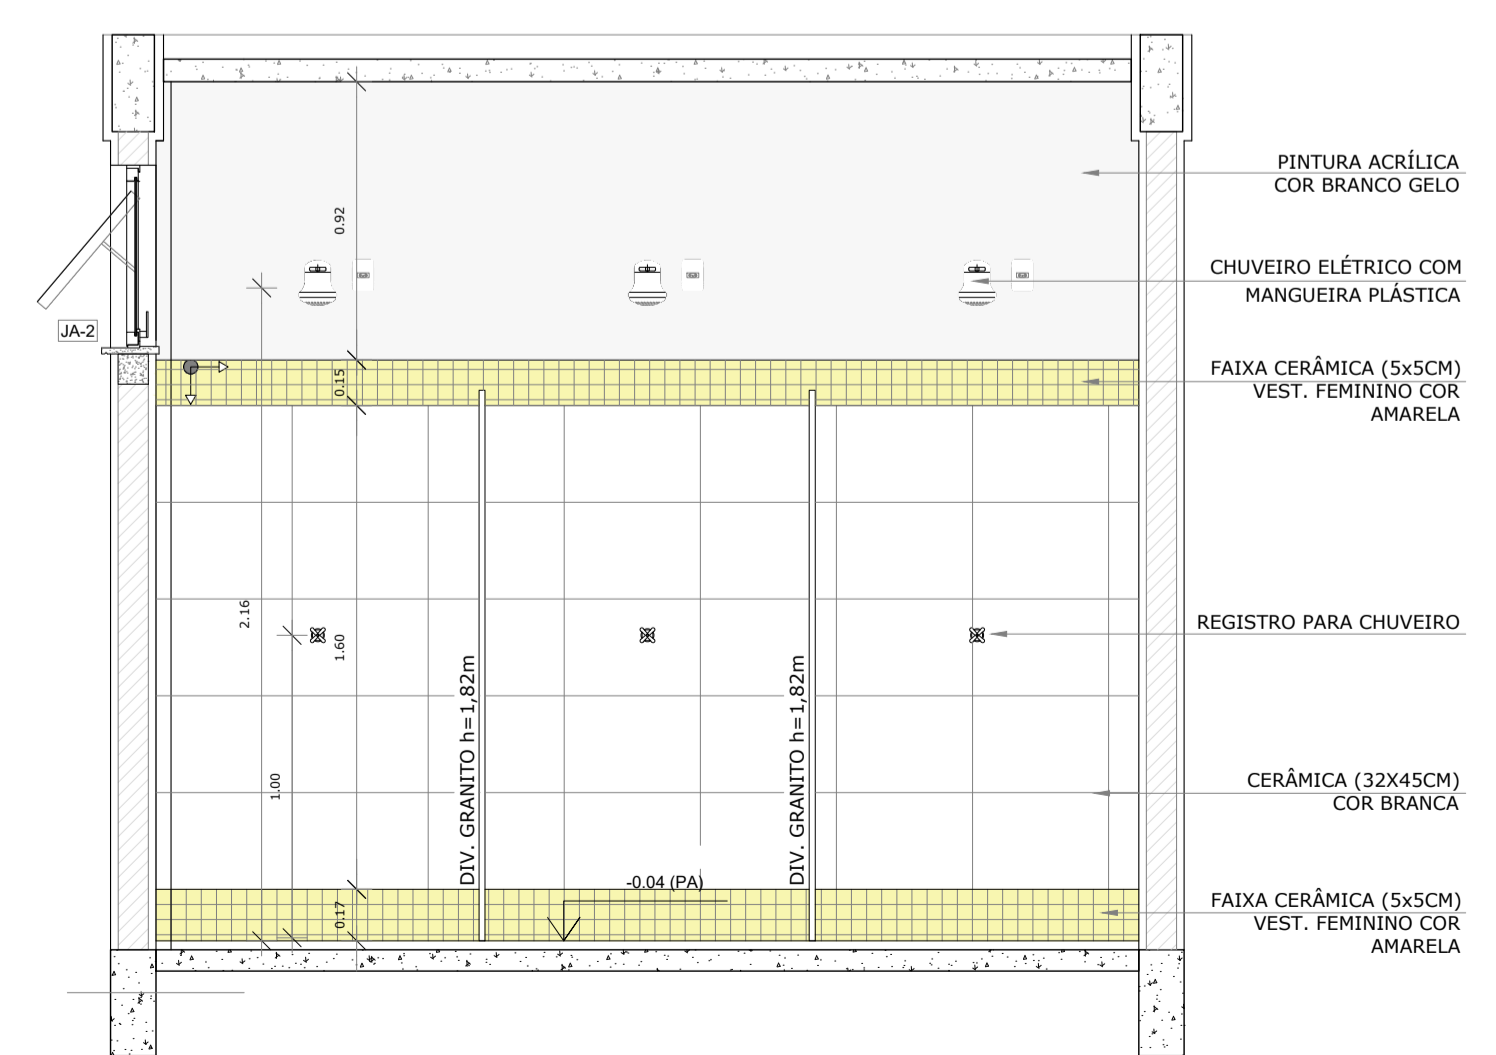 PINTURA ACRÍLICA
COR BRANCO GELO
0.92
CHUVEIRO ELÉTRICO COM
MANGUEIRA PLÁSTICA
JA-2
FAIXA CERÂMICA (5x5CM)
VEST. FEMININO COR
AMARELA
0.15
2.16
1.60
REGISTRO PARA CHUVEIRO
DIV. GRANITO h=1,82m
DIV. GRANITO h=1,82m
1.00
CERÂMICA (32X45CM)
COR BRANCA
-0.04 (PA)
0.17
FAIXA CERÂMICA (5x5CM)
VEST. FEMININO COR
AMARELA